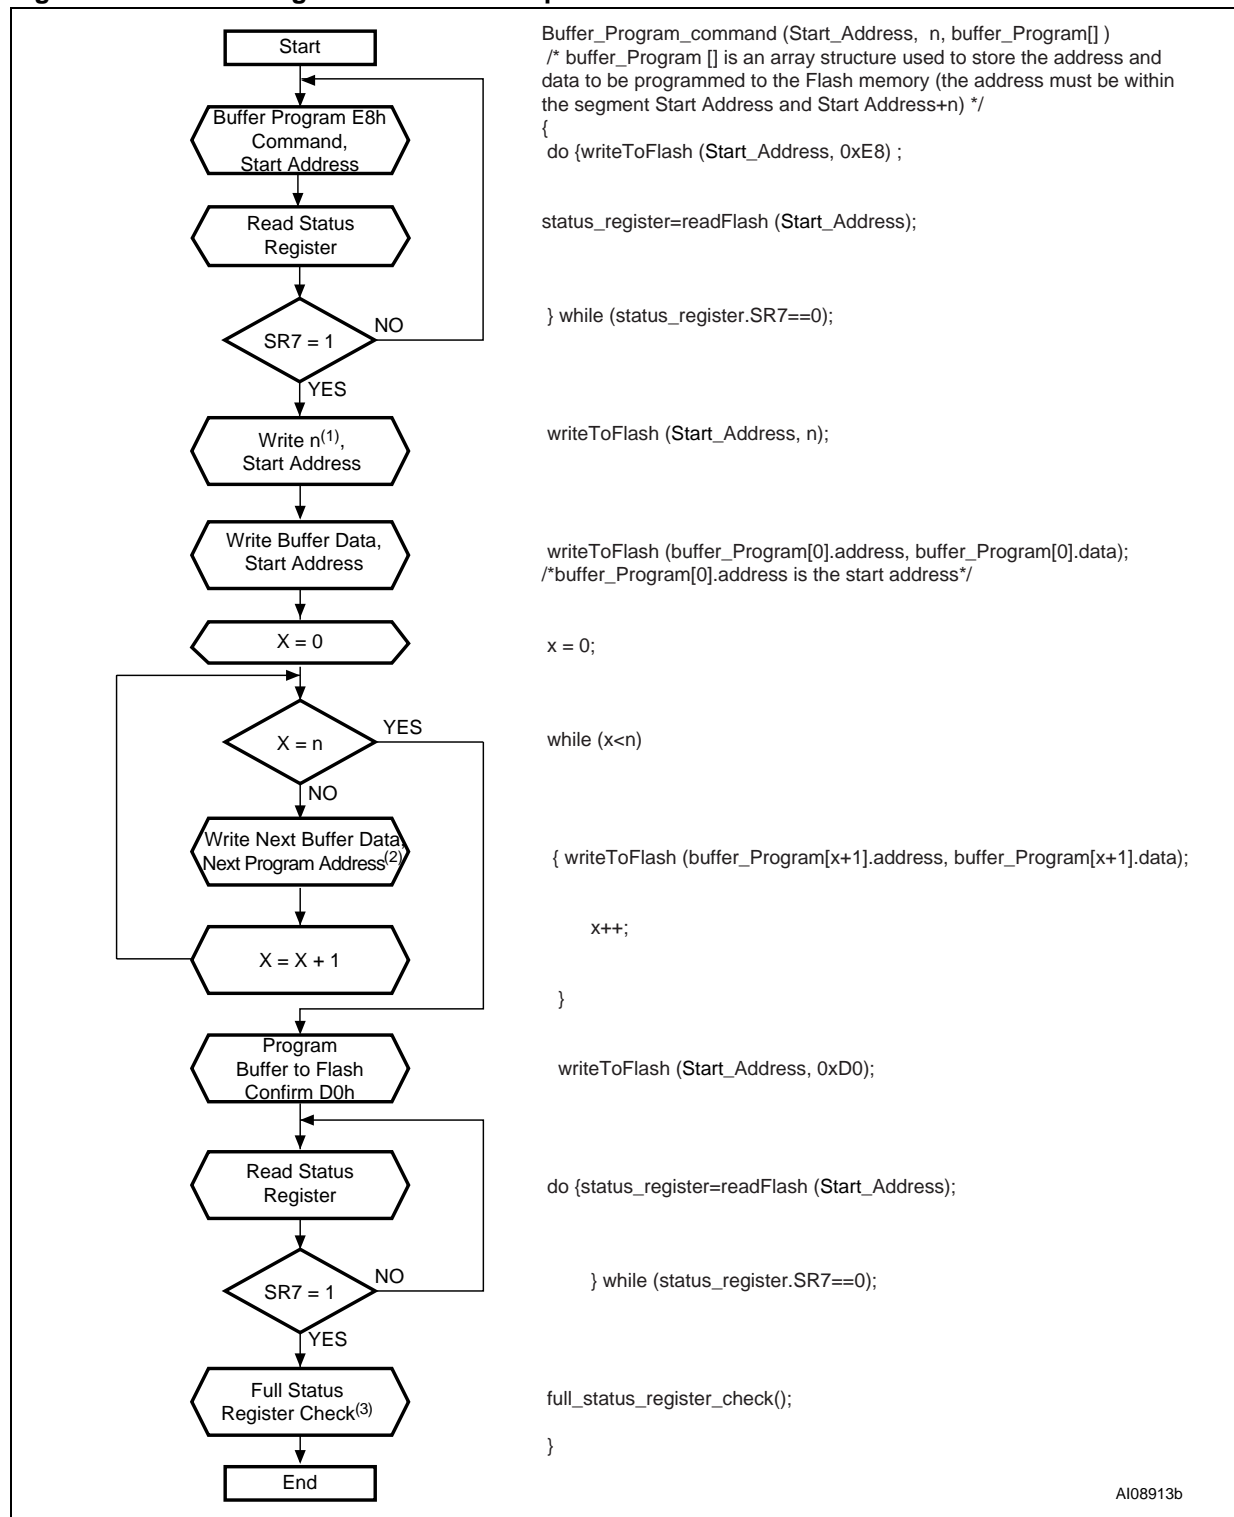 Start
Buffer Program E8h
Command,
Start Address
Read Status
Register
SR7 = 1
NO
YES
Write n(1),
Start Address
Write Buffer Data,
Start Address
X = 0
X = n
YES
NO
Write Next Buffer Data,
Next Program Address(2)
X = X + 1
Program
Buffer to Flash
Confirm D0h
Read Status
Register
SR7 = 1
NO
YES
Full Status
Register Check(3)
End
Buffer_Program_command (Start_Address, n, buffer_Program[] )
/* buffer_Program [] is an array structure used to store the address and
data to be programmed to the Flash memory (the address must be within
the segment Start Address and Start Address+n) */
{
do {writeToFlash (Start_Address, 0xE8) ;
status_register=readFlash (Start_Address);
} while (status_register.SR7==0);
writeToFlash (Start_Address, n);
writeToFlash (buffer_Program[0].address, buffer_Program[0].data);
/*buffer_Program[0].address is the start address*/
x = 0;
while (x<n)
{ writeToFlash (buffer_Program[x+1].address, buffer_Program[x+1].data);
x++;
}
writeToFlash (Start_Address, 0xD0);
do {status_register=readFlash (Start_Address);
} while (status_register.SR7==0);
full_status_register_check();
}
AI08913b